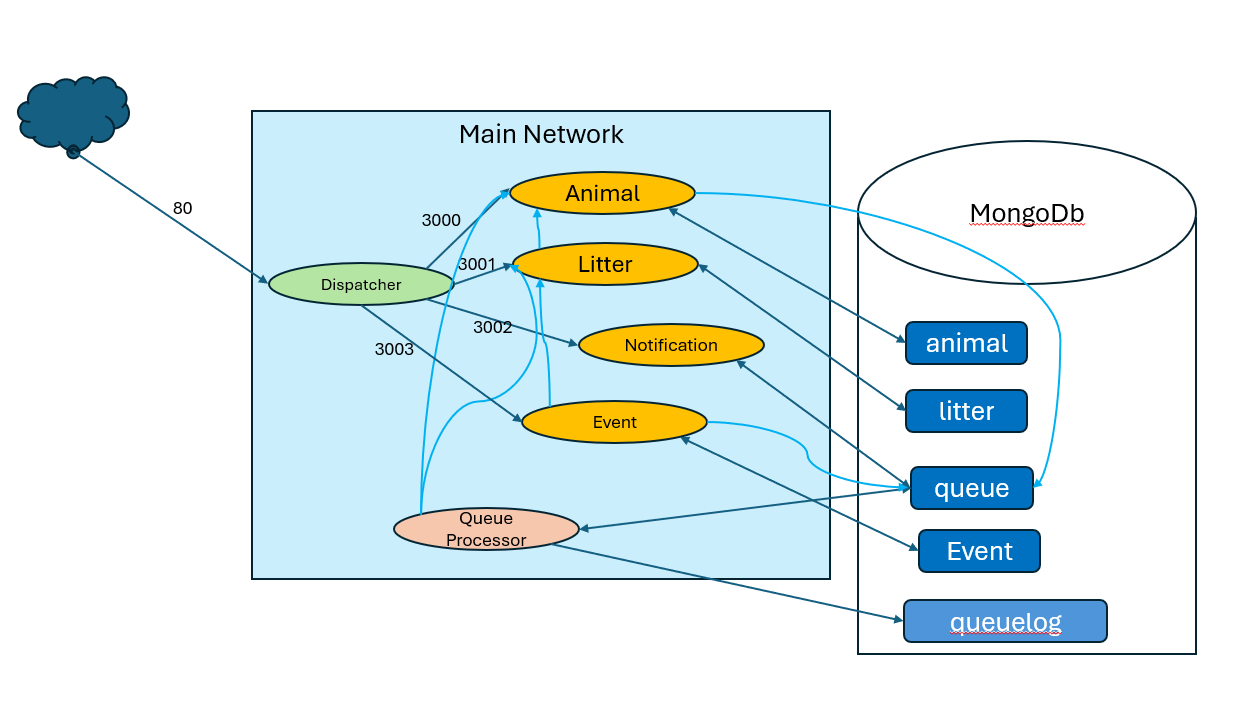 Main Network
80
Dispatcher
3000
3001
3002
3003
Animal
Litter
Notification
Event
Queue
Processor
MongoDb
animal
litter
queue
Event
queuelog